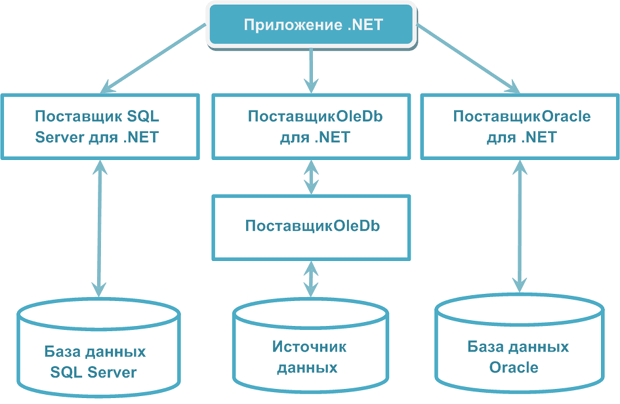 Приложение .NET
Поставщик SQL
Server для .NET
ПоставщикOleDb
для .NET
ПоставщикOracle
для .NET
ПоставщикOleDb
База данных
SQL Server
Источник
данных
База данных
Oracle